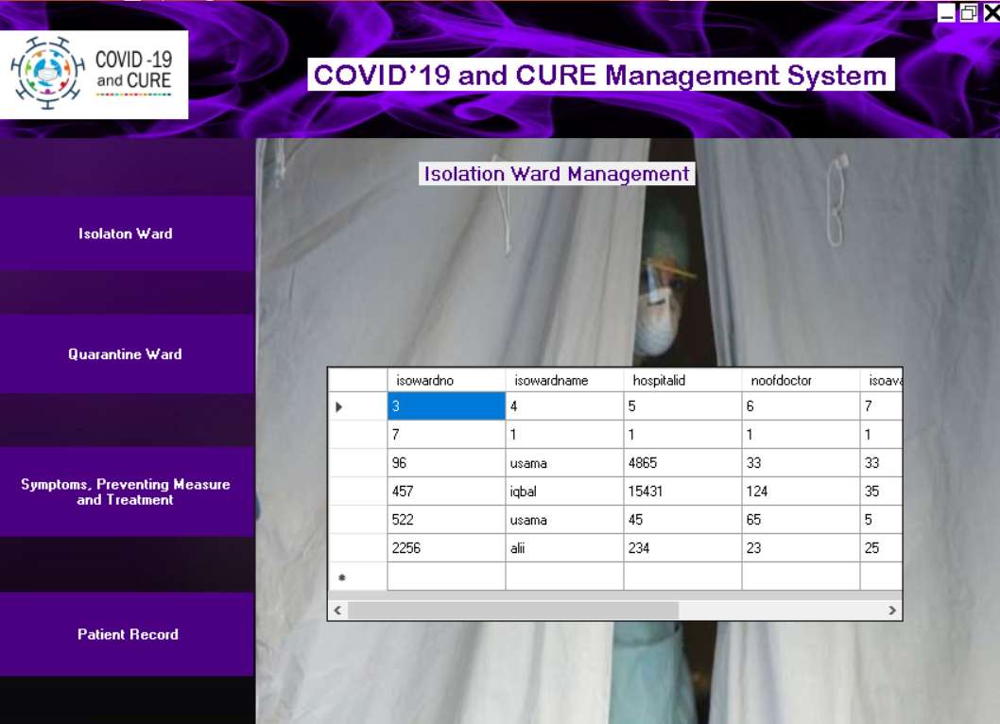 COVID -19
and CURE
COVID'19 and CURE Management System
Isolation Ward Management
Isolaton Ward
Quarantine Ward
Symptoms, Preventing Measure
and Treatment
Patient Record
isowardno isowardname hospitalid noofdoctor isoava
3 4 5 6 7
7 1 1 1 1
96 usama 4865 33 33
457 iqbal 15431 124 35
522 usama 45 65 5
2256 alii 234 23 25